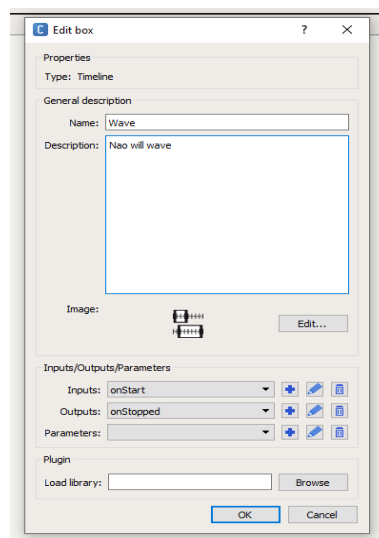 C Edit box ? ×
Properties
Type: Timeline
General description
Name: Wave
Description: Nao will wave
Image:
Edit...
Inputs/Outputs/Parameters
Inputs: onStart
Outputs: onStopped
Parameters:
Plugin
Load library: Browse
OK Cancel